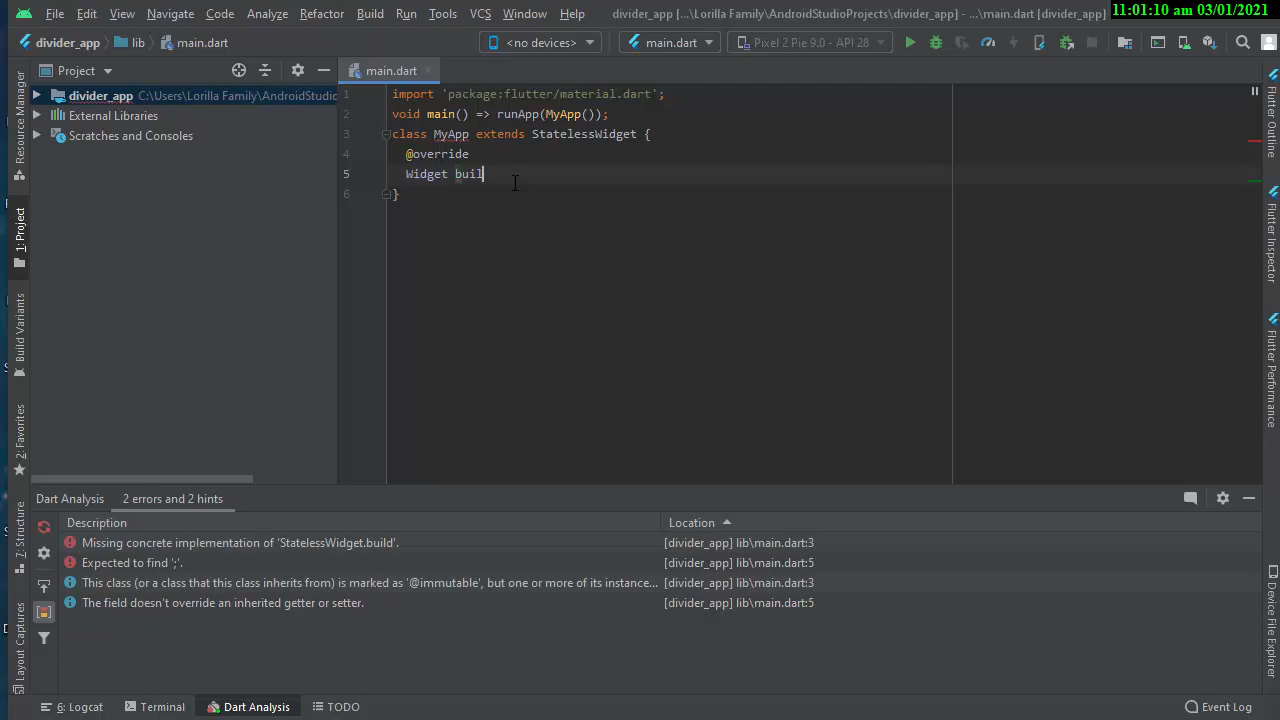 File Edit View Navigate Code Analyze Refactor Build Run Tools VCS Window Help divider_app [...\Lorilla Family\AndroidStudioProjects\divider_app] - ...\main.dart [divider_app] 11:01:10 am 03/01/2021
divider_app lib main.dart <no devices> main.dart Pixel 2 Pie 9.0 - API 28
Project main.dart
divider_app C:\Users\Lorilla Family\AndroidStudio
External Libraries
Scratches and Consoles
1 import 'package:flutter/material.dart';
2 void main() => runApp(MyApp());
3 class MyApp extends StatelessWidget {
4 @override
5 Widget buil
6 }
Resource Manager
1: Project
Build Variants
2: Favorites
7: Structure
Layout Captures
Flutter Outline
Flutter Inspector
Flutter Performance
Device File Explorer
Dart Analysis 2 errors and 2 hints
Description Location
Missing concrete implementation of 'StatelessWidget.build'. [divider_app] lib\main.dart:3
Expected to find ';'. [divider_app] lib\main.dart:5
This class (or a class that this class inherits from) is marked as '@immutable', but one or more of its instance... [divider_app] lib\main.dart:3
The field doesn't override an inherited getter or setter. [divider_app] lib\main.dart:5
6: Logcat Terminal Dart Analysis TODO Event Log